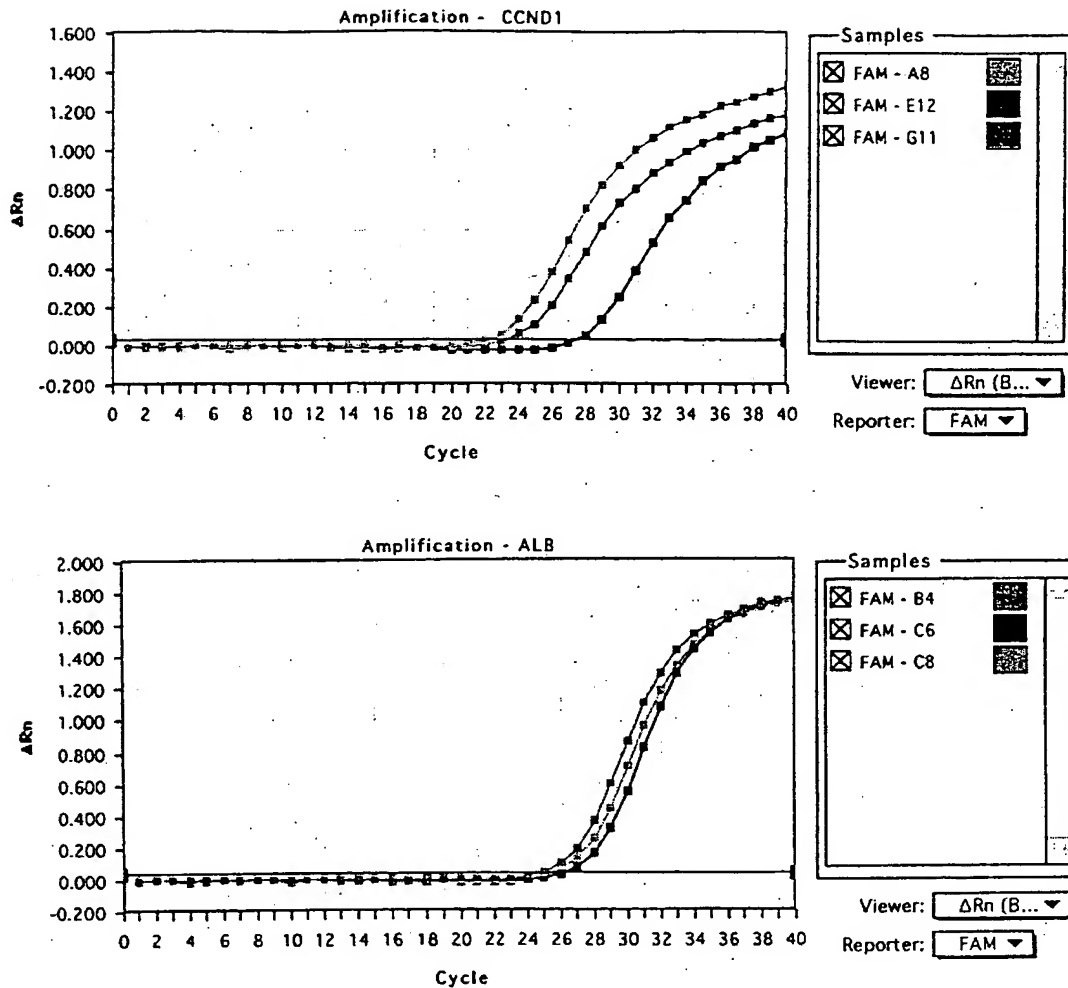 Amplification - CCND1
1.600
1.400
1.200
1.000
0.800
0.600
0.400
0.200
0.000
-0.200
ΔRn
0 2 4 6 8 10 12 14 16 18 20 22 24 26 28 30 32 34 36 38 40
Cycle
Samples
FAM - A8
FAM - E12
FAM - G11
Viewer: ΔRn (B...
Reporter: FAM
Amplification - ALB
2.000
1.800
1.600
1.400
1.200
1.000
0.800
0.600
0.400
0.200
0.000
-0.200
ΔRn
0 2 4 6 8 10 12 14 16 18 20 22 24 26 28 30 32 34 36 38 40
Cycle
Samples
FAM - B4
FAM - C6
FAM - C8
Viewer: ΔRn (B...
Reporter: FAM